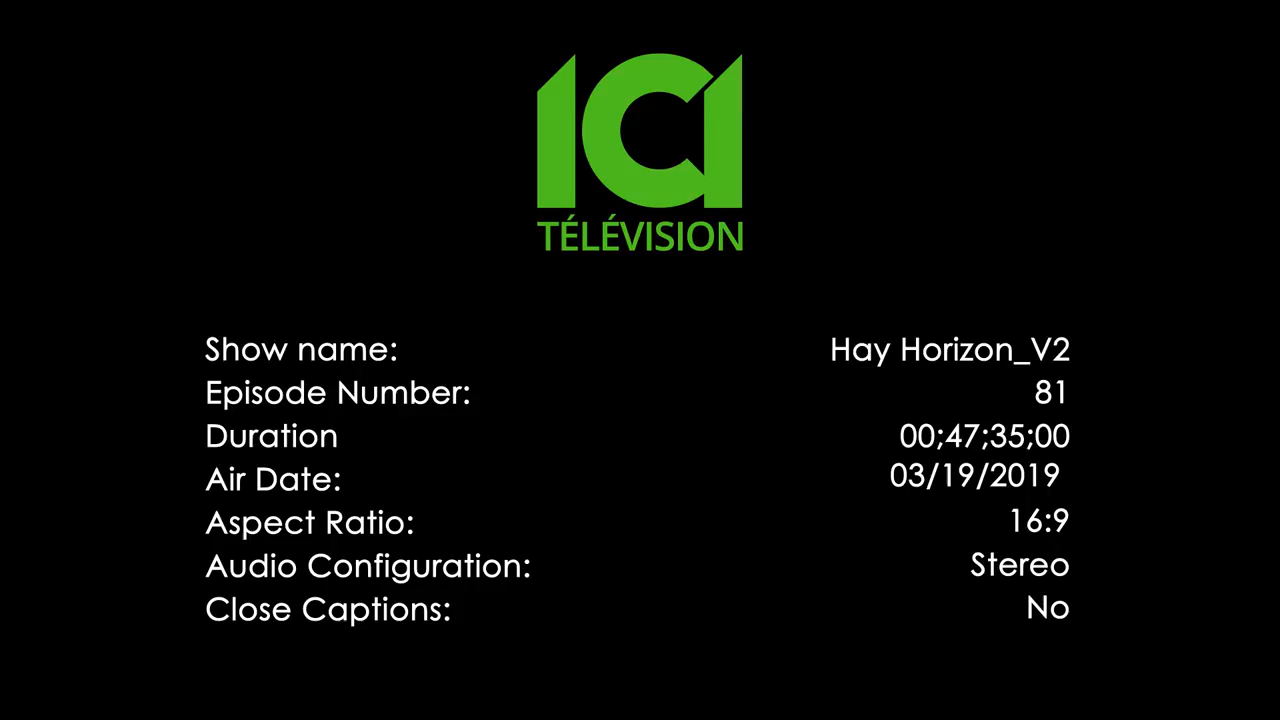 ICI
TÉLÉVISION
Show name: Hay Horizon_V2
Episode Number: 81
Duration 00;47;35;00
Air Date: 03/19/2019
Aspect Ratio: 16:9
Audio Configuration: Stereo
Close Captions: No